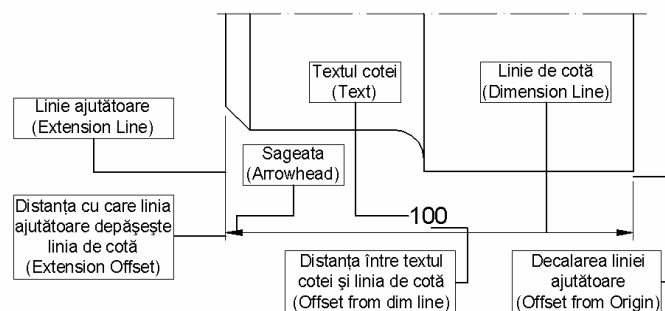 Textul cotei
(Text)
Linie de cotă
(Dimension Line)
Linie ajutătoare
(Extension Line)
Sageata
(Arrowhead)
Distanța cu care linia
ajutătoare depăşeşte
linia de cotă
(Extension Offset)
100
Distanța între textul
cotei şi linia de cotă
(Offset from dim line)
Decalarea liniei
ajutătoare
(Offset from Origin)